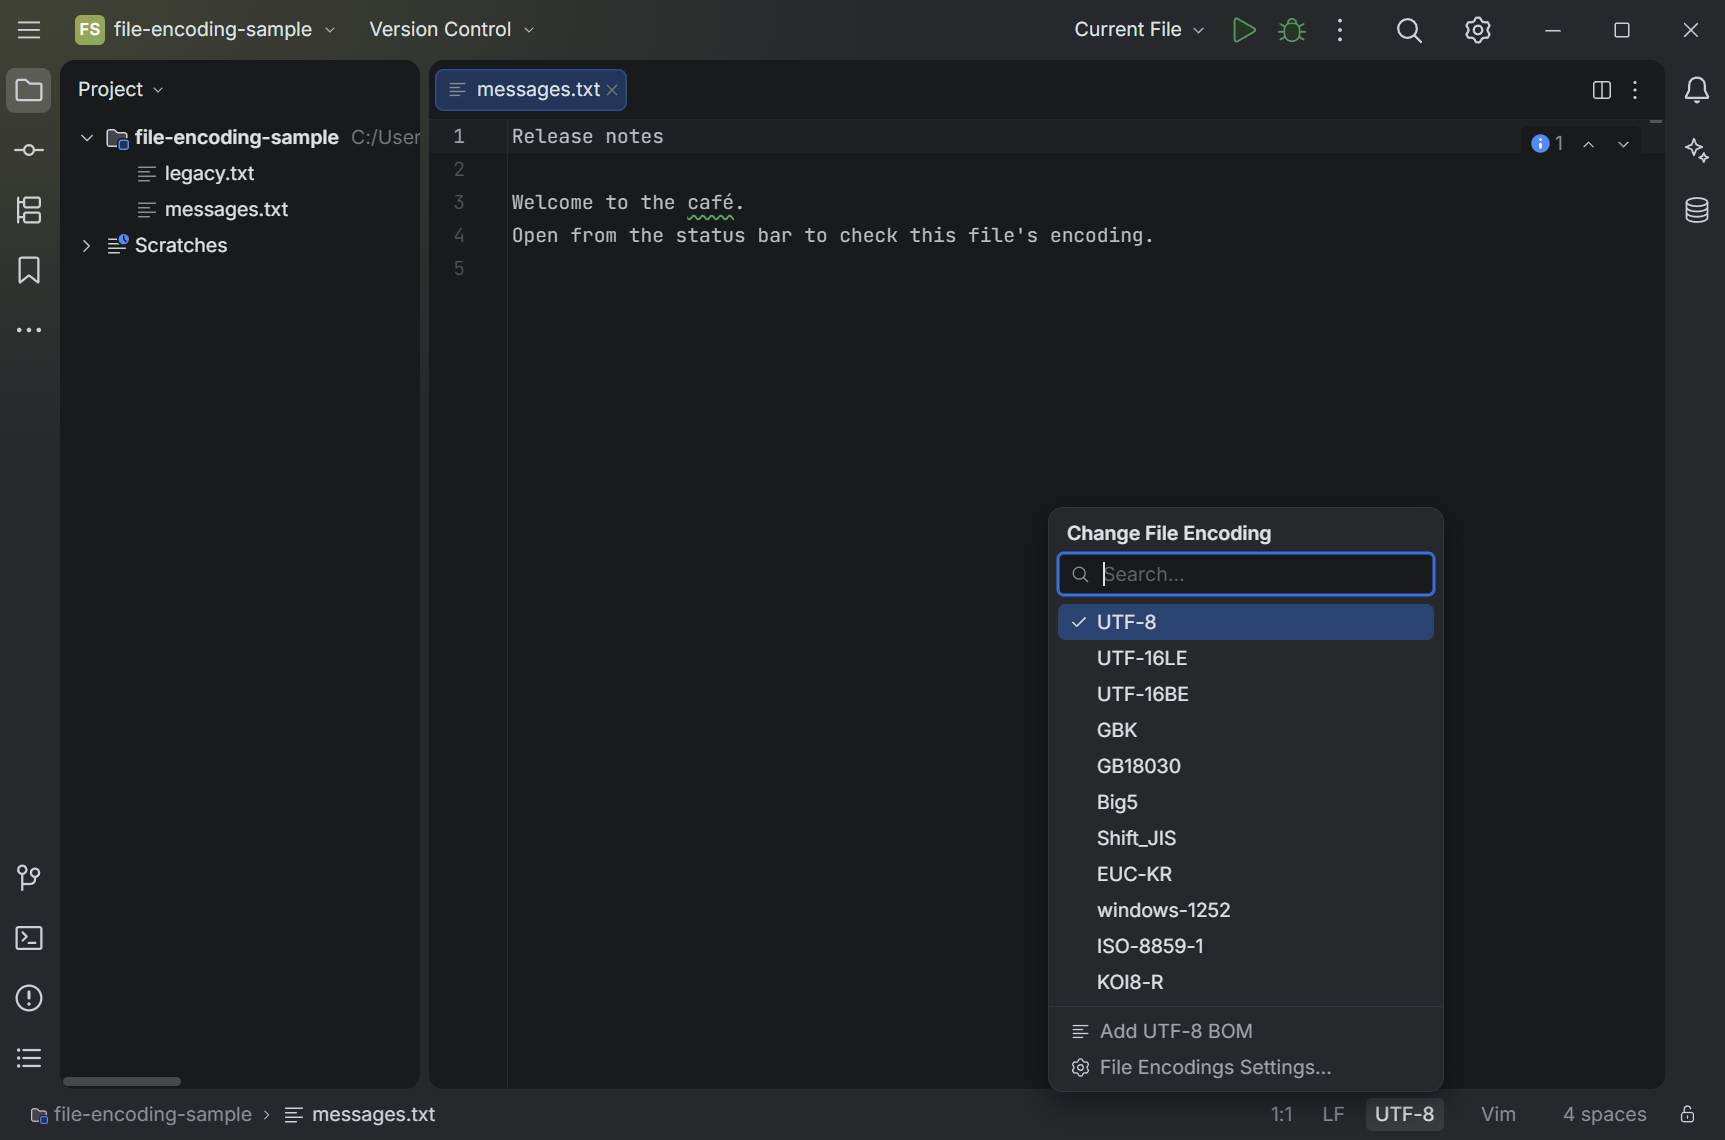 FS file-encoding-sample Version Control Current File
Project
messages.txt
file-encoding-sample C:/User
legacy.txt
messages.txt
Scratches
1 Release notes
1
2
3 Welcome to the café.
4 Open from the status bar to check this file's encoding.
5
Change File Encoding
Search...
UTF-8
UTF-16LE
UTF-16BE
GBK
GB18030
Big5
Shift_JIS
EUC-KR
windows-1252
ISO-8859-1
KOI8-R
Add UTF-8 BOM
File Encodings Settings...
file-encoding-sample › messages.txt 1:1 LF UTF-8 Vim 4 spaces